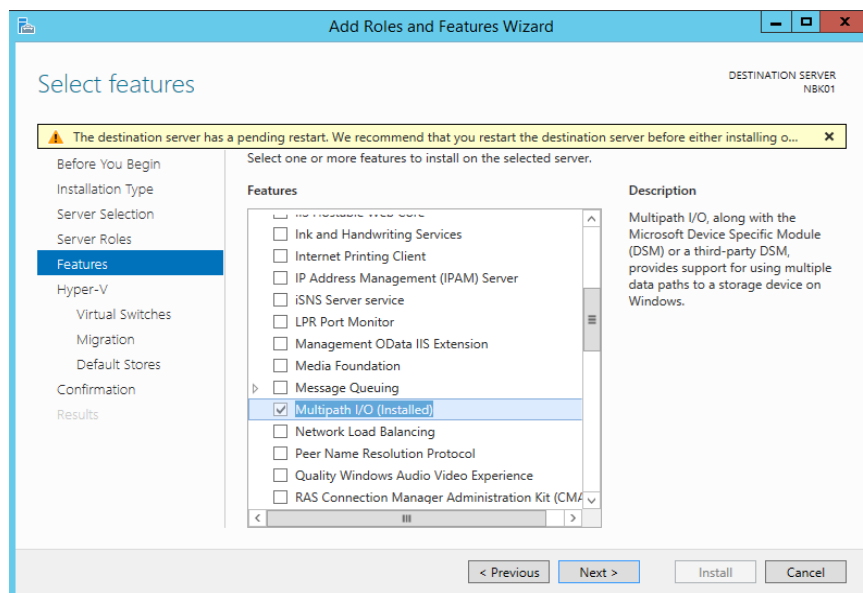 Add Roles and Features Wizard
Select features
DESTINATION SERVER
NBK01
The destination server has a pending restart. We recommend that you restart the destination server before either installing o...
Before You Begin
Installation Type
Server Selection
Server Roles
Features
Hyper-V
Virtual Switches
Migration
Default Stores
Confirmation
Results
Select one or more features to install on the selected server.
Features
IIS Hostable Web Core
Ink and Handwriting Services
Internet Printing Client
IP Address Management (IPAM) Server
iSNS Server service
LPR Port Monitor
Management OData IIS Extension
Media Foundation
Message Queuing
Multipath I/O (Installed)
Network Load Balancing
Peer Name Resolution Protocol
Quality Windows Audio Video Experience
RAS Connection Manager Administration Kit (CMA
Description
Multipath I/O, along with the
Microsoft Device Specific Module
(DSM) or a third-party DSM,
provides support for using multiple
data paths to a storage device on
Windows.
< Previous
Next >
Install
Cancel